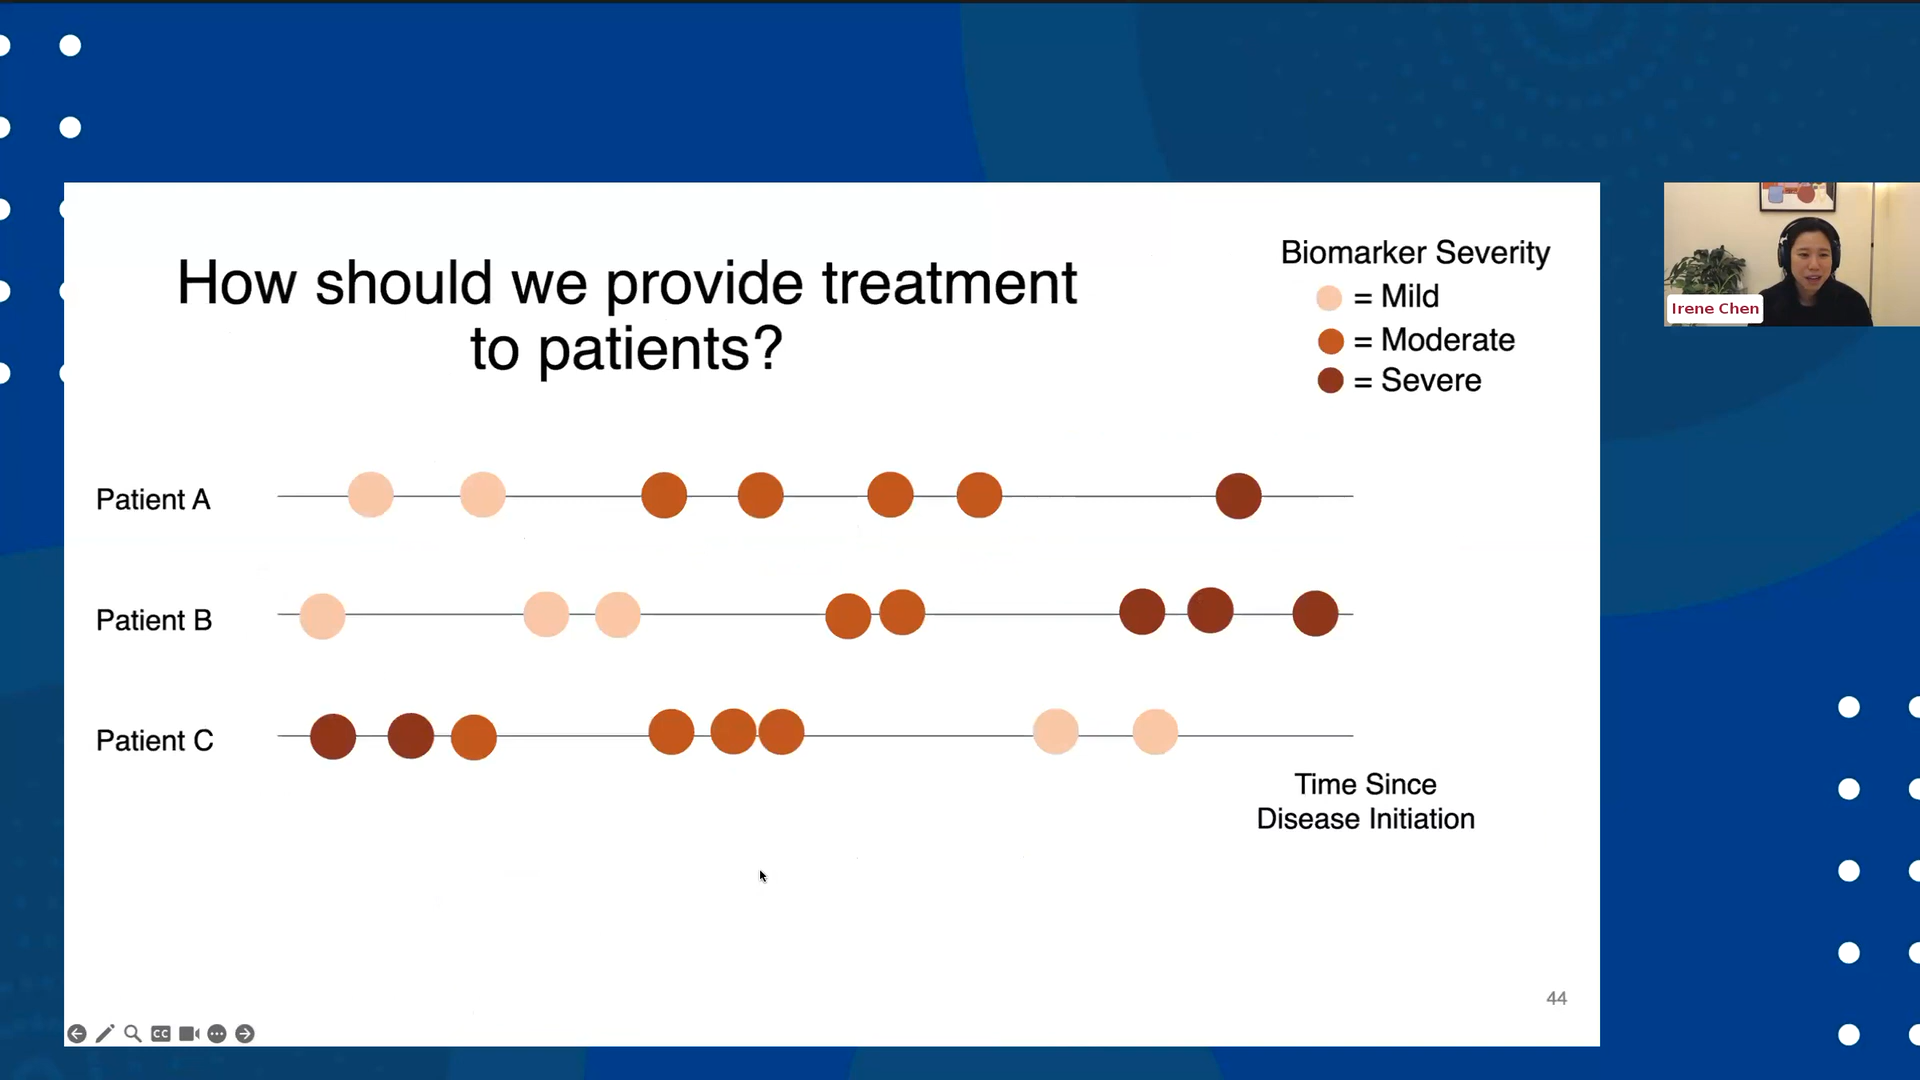 How should we provide treatment
to patients?
Biomarker Severity
= Mild
= Moderate
= Severe
Irene Chen
Patient A
Patient B
Patient C
Time Since
Disease Initiation
44
CC